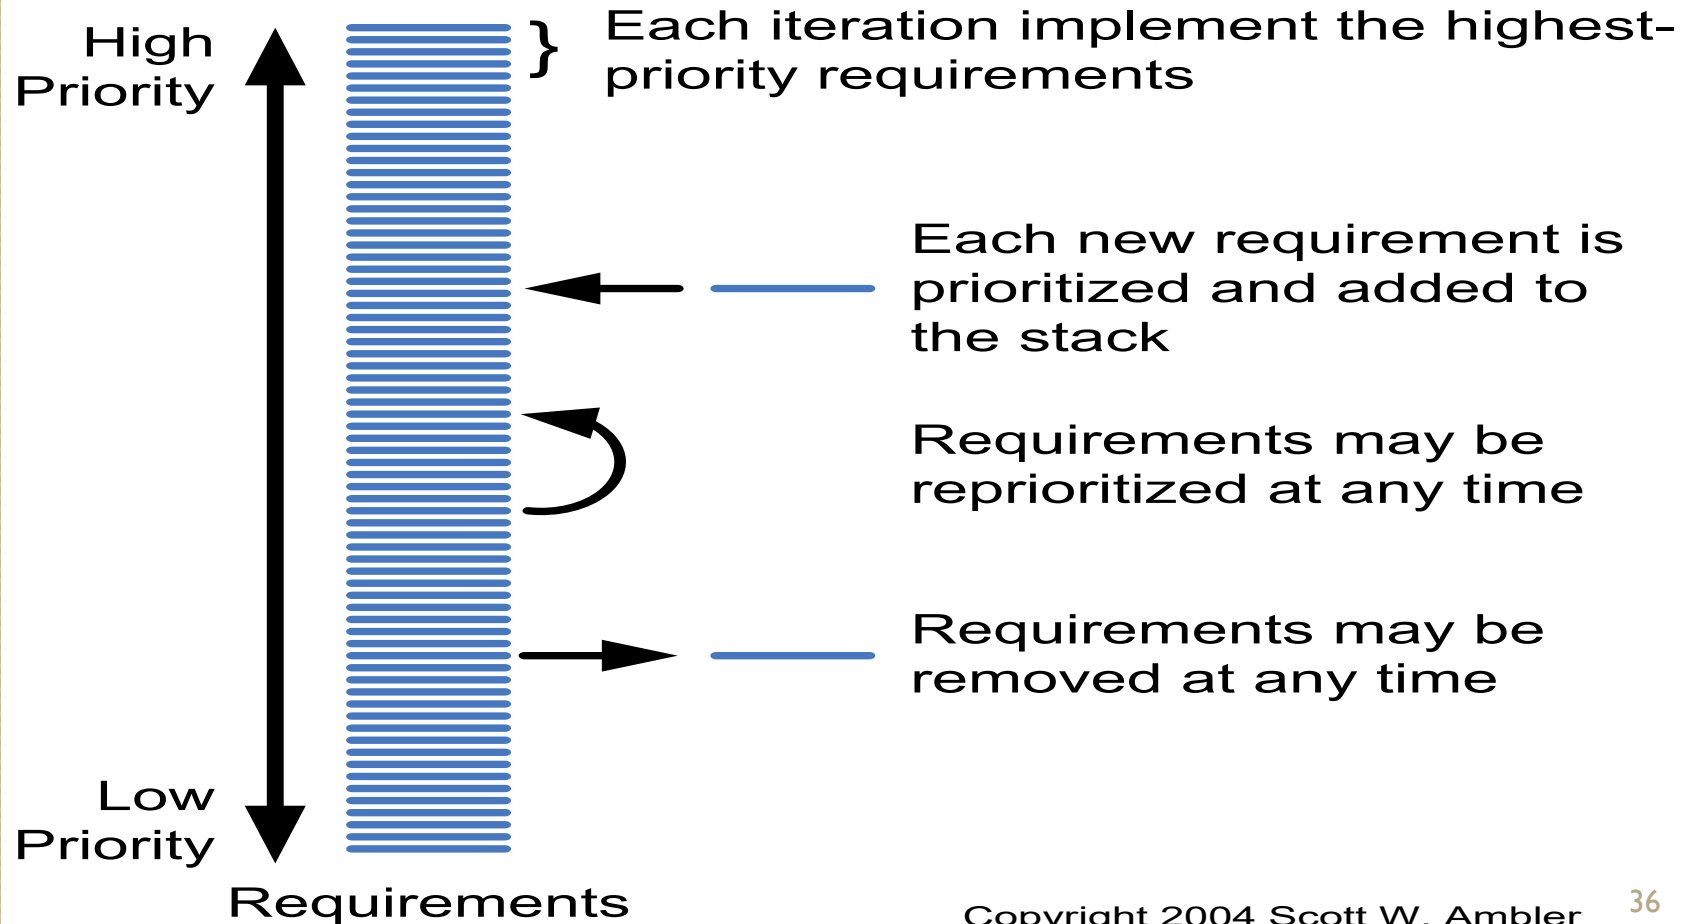 High
Priority
Each iteration implement the highest-
priority requirements
Each new requirement is
prioritized and added to
the stack
Requirements may be
reprioritized at any time
Requirements may be
removed at any time
Low
Priority
Requirements
Copyright 2004 Scott W. Ambler
36